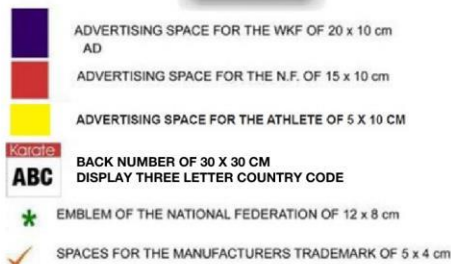 ADVERTISING SPACE FOR THE WKF OF 20 x 10 cm
AD
ADVERTISING SPACE FOR THE N.F. OF 15 x 10 cm
ADVERTISING SPACE FOR THE ATHLETE OF 5 X 10 CM
Karate
ABC
BACK NUMBER OF 30 X 30 CM
DISPLAY THREE LETTER COUNTRY CODE
EMBLEM OF THE NATIONAL FEDERATION OF 12 x 8 cm
SPACES FOR THE MANUFACTURERS TRADEMARK OF 5 x 4 cm